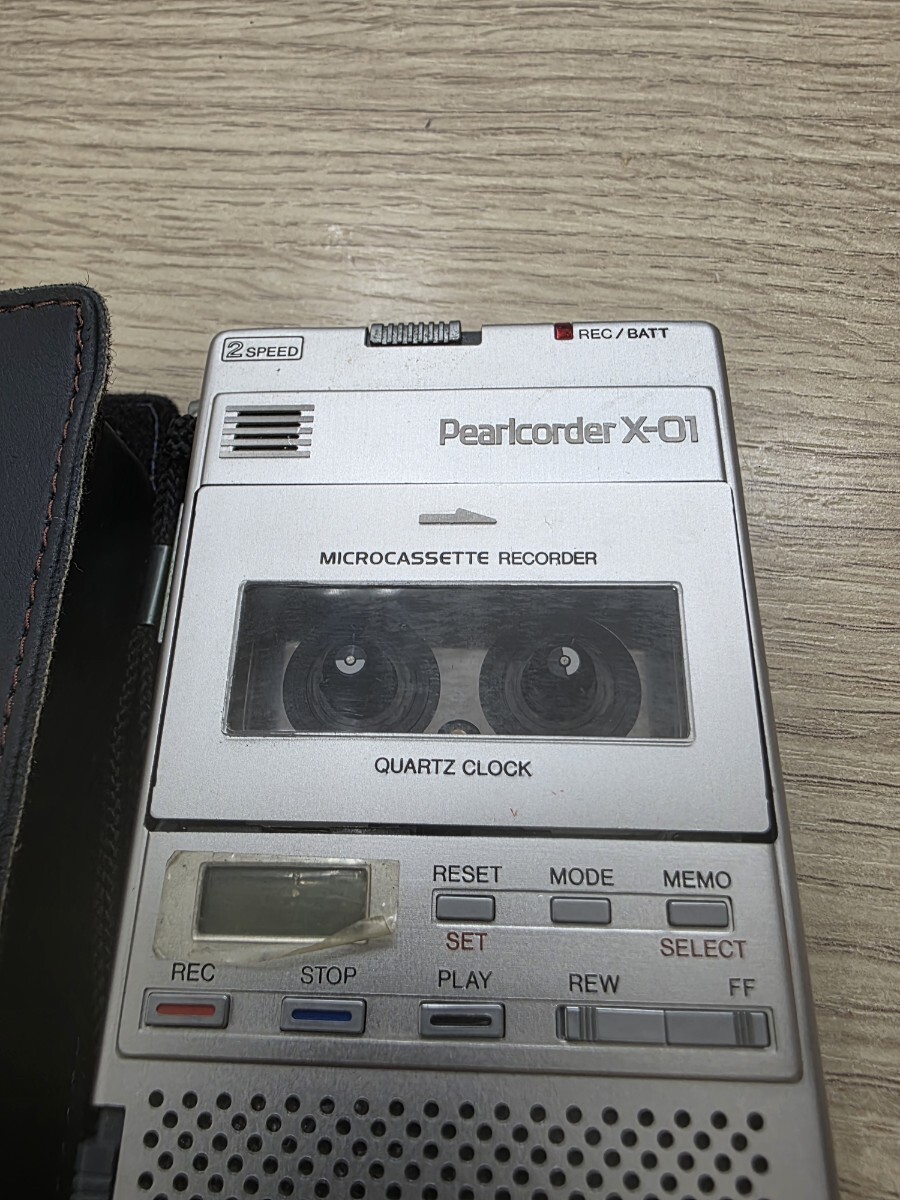 2 SPEED
REC/BATT
Pearlcorder X-01
MICROCASSETTE RECORDER
QUARTZ CLOCK
RESET MODE MEMO
SET SELECT
REC STOP PLAY REW FF